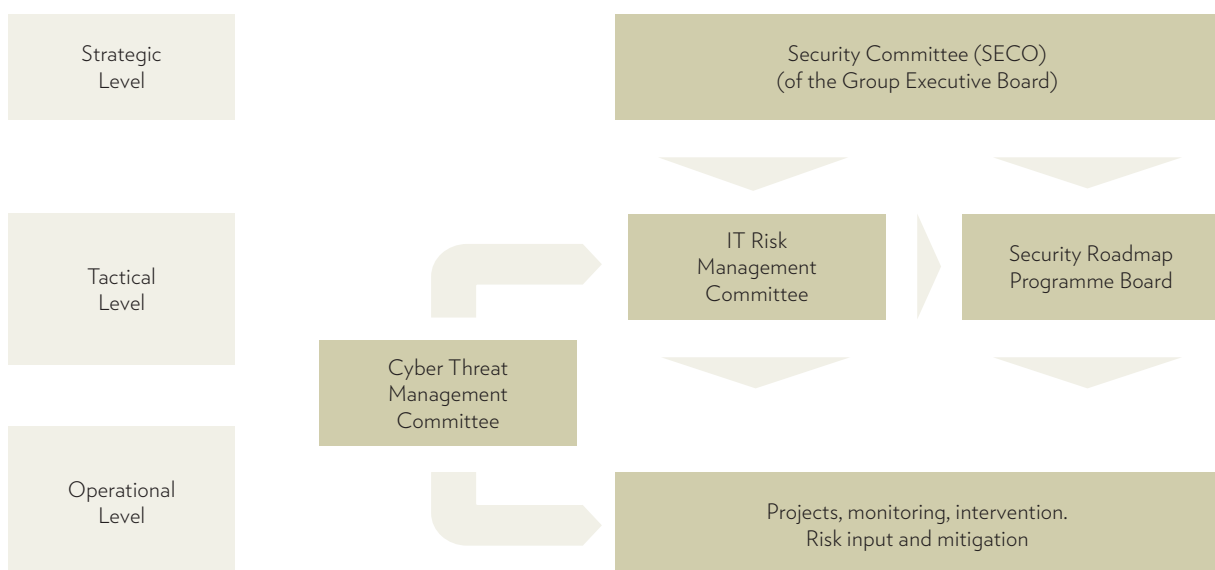 Strategic
Level
Security Committee (SECO)
(of the Group Executive Board)
Tactical
Level
IT Risk
Management
Committee
Security Roadmap
Programme Board
Cyber Threat
Management
Committee
Operational
Level
Projects, monitoring, intervention.
Risk input and mitigation